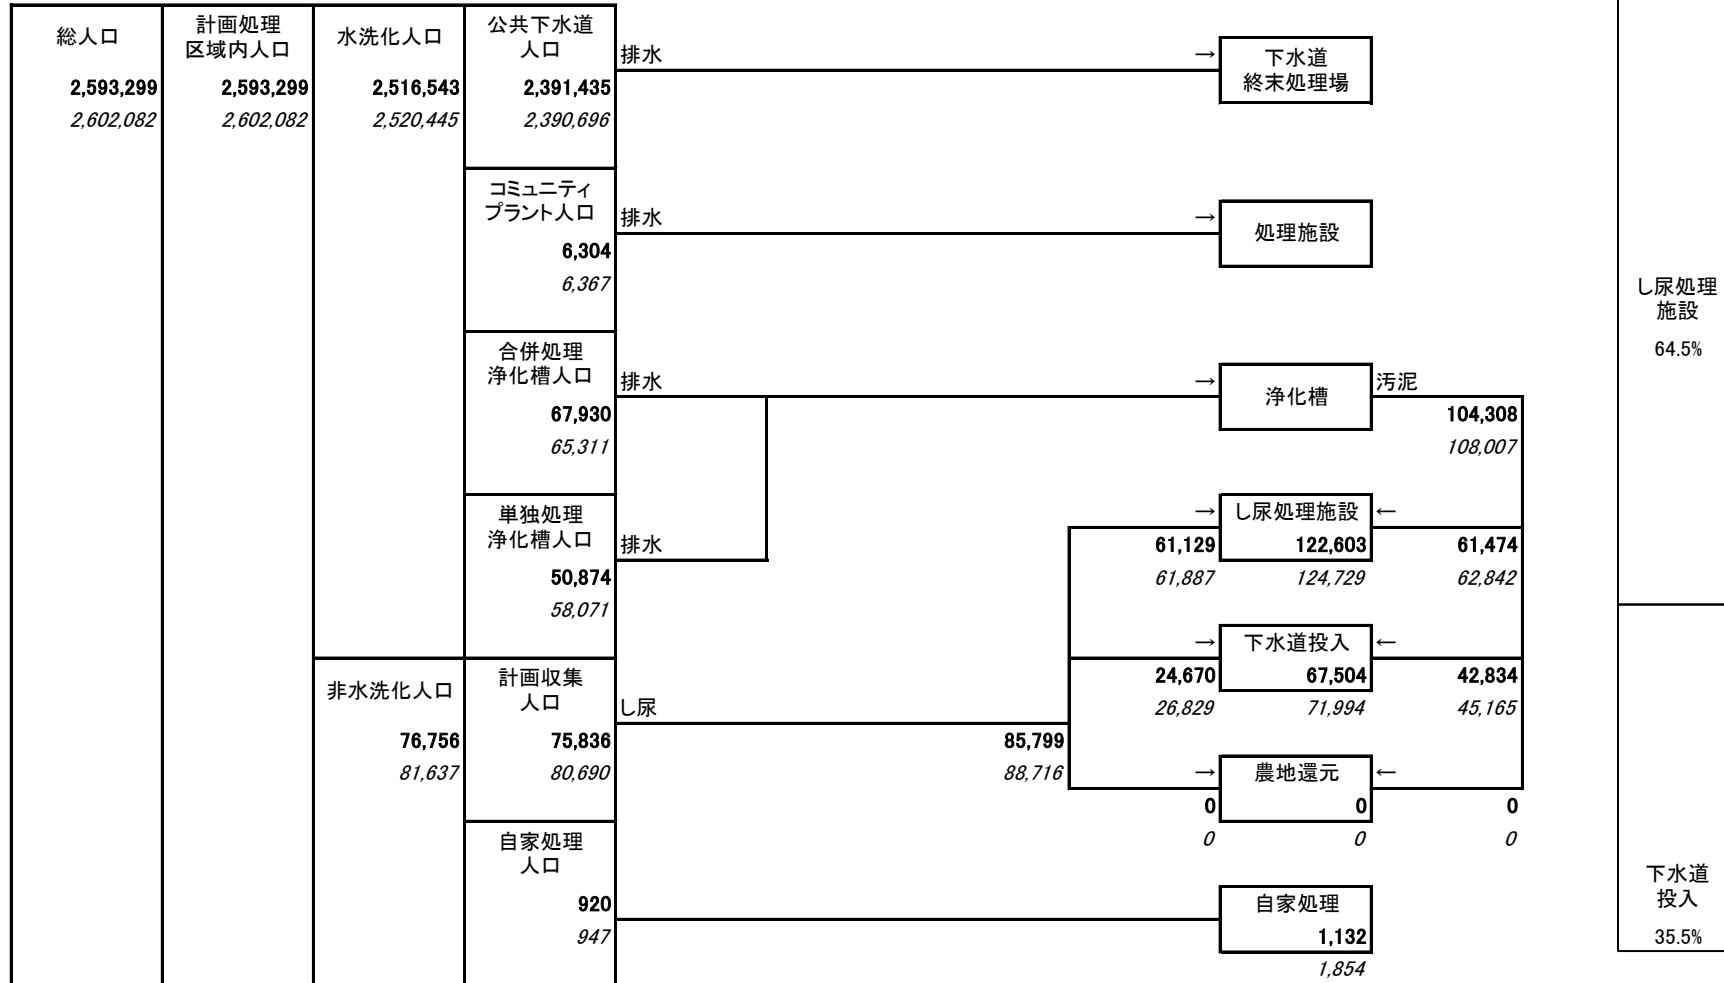 総人口
2,593,299
2,602,082
計画処理
区域内人口
2,593,299
2,602,082
水洗化人口
2,516,543
2,520,445
公共下水道
人口
2,391,435
2,390,696
排水
→
下水道
終末処理場
コミュニティ
プラント人口
6,304
6,367
排水
→
処理施設
合併処理
浄化槽人口
67,930
65,311
排水
→
浄化槽
汚泥
104,308
108,007
単独処理
浄化槽人口
50,874
58,071
排水
→
し尿処理施設
←
61,129
122,603
61,474
61,887
124,729
62,842
→
下水道投入
←
24,670
67,504
42,834
26,829
71,994
45,165
非水洗化人口
76,756
81,637
計画収集
人口
75,836
80,690
し尿
85,799
88,716
→
農地還元
←
0
0
0
0
0
0
自家処理
人口
920
947
自家処理
1,132
1,854
し尿処理
施設
64.5%
下水道
投入
35.5%